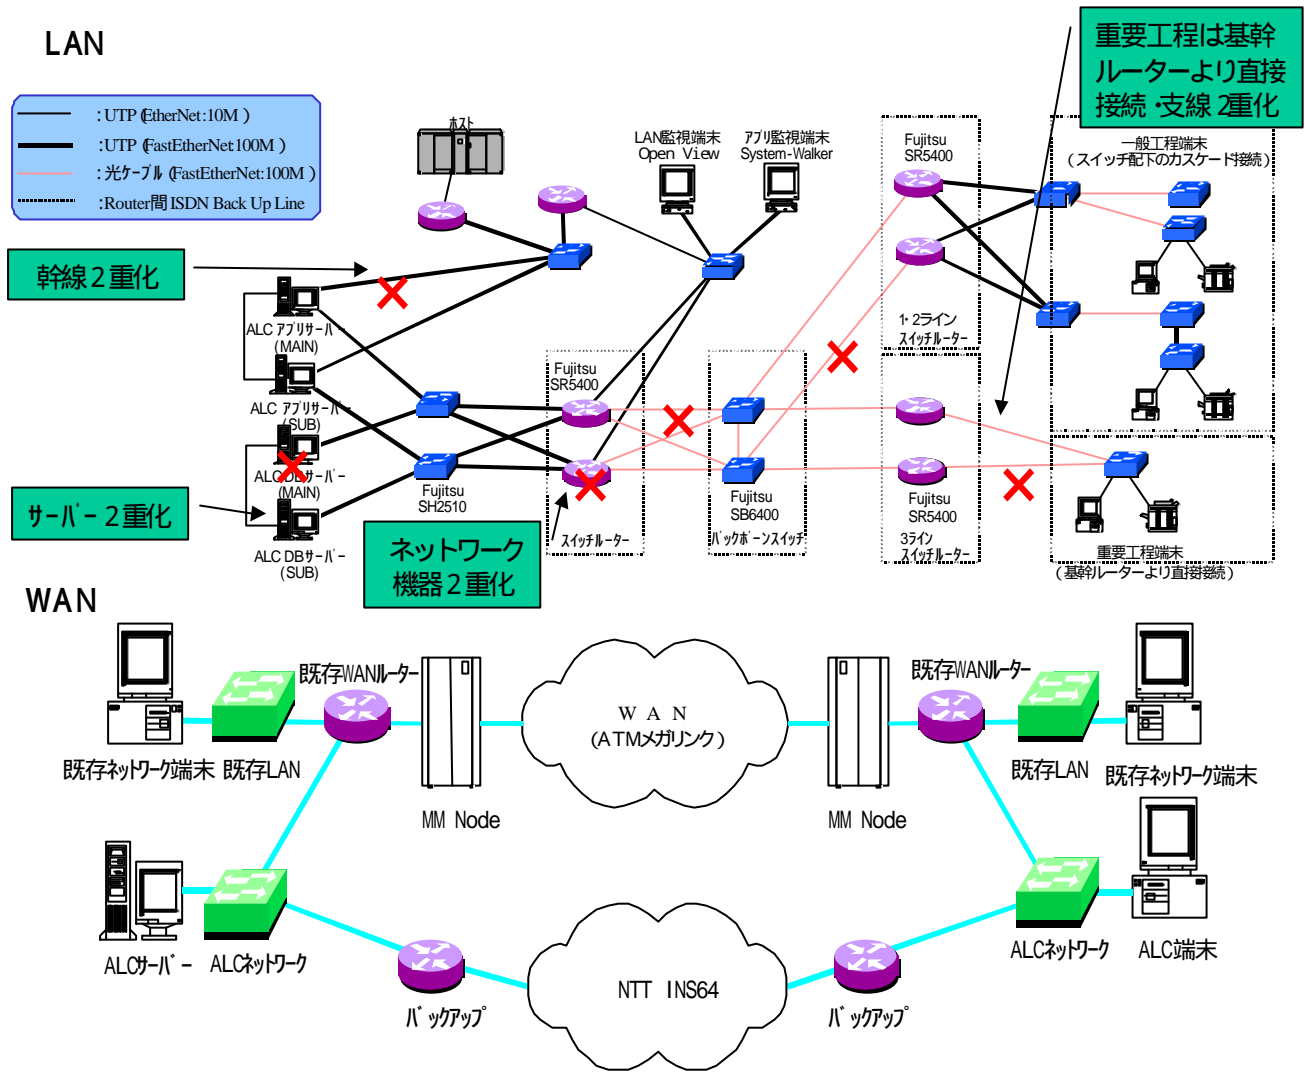 LAN
重要工程は基幹
ルーターより直接
接続・支線2重化
:UTP(EtherNet:10M)
:UTP(FastEtherNet100M)
:光ケーブル(FastEtherNet:100M)
:Router間ISDN Back Up Line
ホスト
LAN監視端末
Open View
アプリ監視端末
System-Walker
Fujitsu
SR5400
一般工程端末
(スイッチ配下のカスケード接続)
幹線2重化
ALC アプリサーバー
(MAIN)
1・2ライン
スイッチルーター
Fujitsu
SR5400
ALC アプリサーバー
(SUB)
ALC DBサーバー
(MAIN)
Fujitsu
SH2510
Fujitsu
SB6400
Fujitsu
SR5400
サーバー2重化
ALC DBサーバー
(SUB)
ネットワーク
機器2重化
スイッチルーター
バックボーンスイッチ
3ライン
スイッチルーター
重要工程端末
(基幹ルーターより直接接続)
WAN
既存WANルーター
既存WANルーター
WAN
(ATMメガリンク)
既存ネットワーク端末
既存LAN
既存LAN
既存ネットワーク端末
MM Node
MM Node
ALCサーバー
ALCネットワーク
ALCネットワーク
ALC端末
NTT INS64
バックアップ
バックアップ